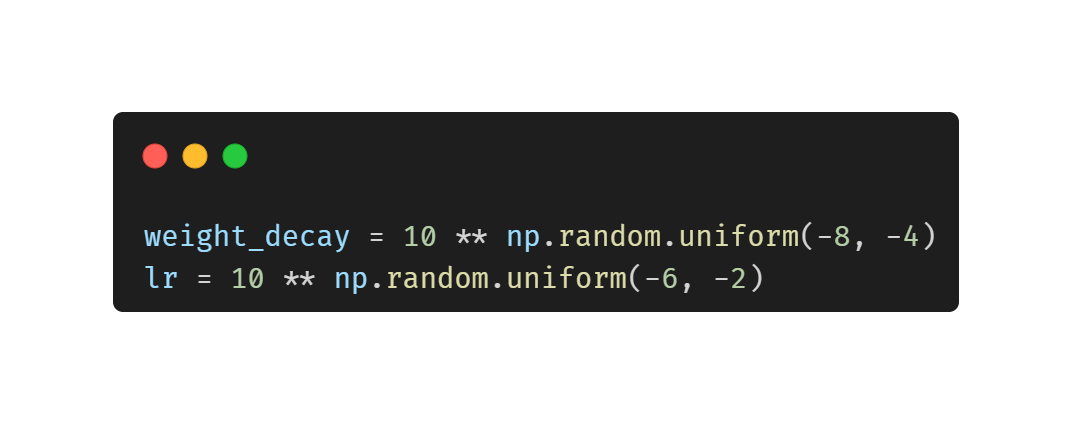 weight_decay = 10 ** np.random.uniform(-8, -4)
lr = 10 ** np.random.uniform(-6, -2)